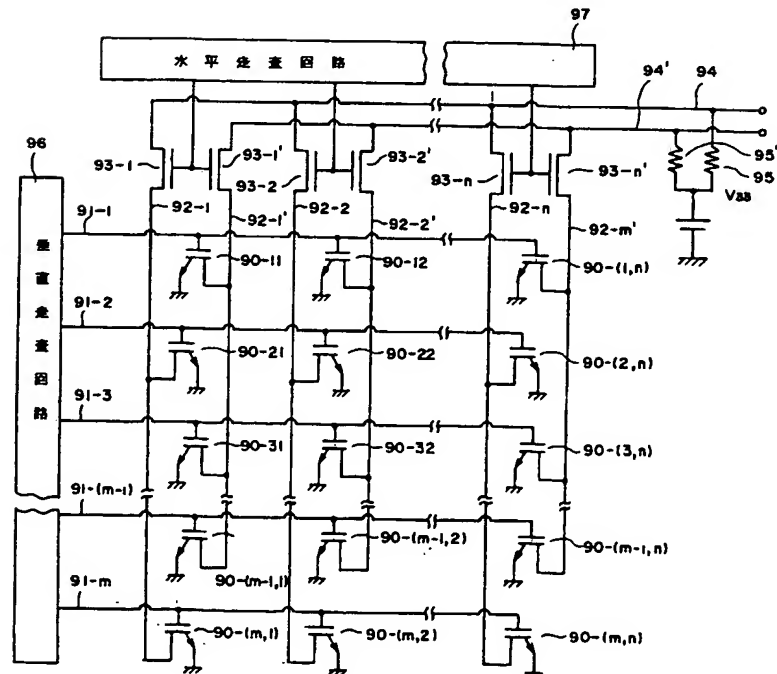 97
水平走査回路
94' 94
96
93-1 93-1' 93-2 93-2' 93-n 93-n' 95'
95
91-1 92-1 92-1' 92-2 92-2' 92-n 92-m' VBB
90-11 90-12 90-(1,n)
垂直走査回路
91-2
90-21 90-22 90-(2,n)
91-3
90-31 90-32 90-(3,n)
91-(m-1)
90-(m-1,1) 90-(m-1,2) 90-(m-1,n)
91-m
90-(m,1) 90-(m,2) 90-(m,n)